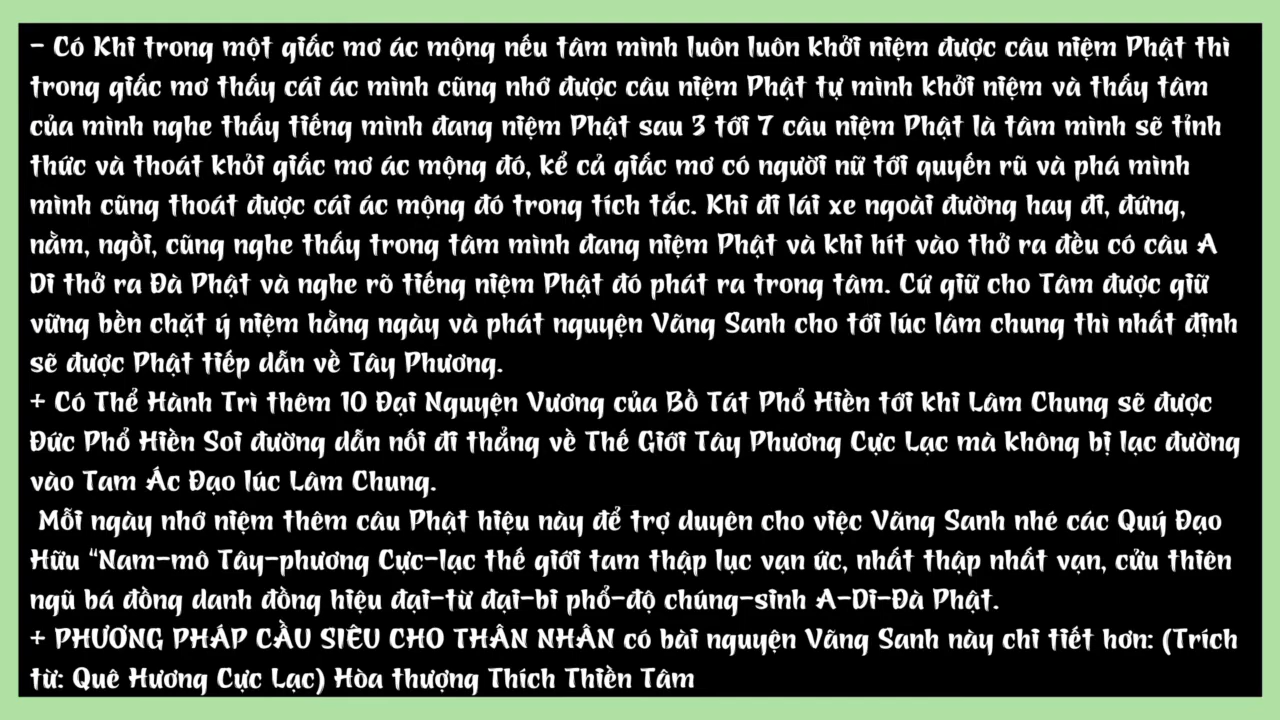 - Có Khi trong một giấc mơ ác mộng nếu tâm mình luôn luôn khởi niệm được câu niệm Phật thì
trong giấc mơ thấy cái ác mình cũng nhớ được câu niệm Phật tự mình khởi niệm và thấy tâm
của mình nghe thấy tiếng mình đang niệm Phật sau 3 tới 7 câu niệm Phật là tâm mình sẽ tỉnh
thức và thoát khỏi giấc mơ ác mộng đó, kể cả giấc mơ có người nữ tới quyến rũ và phá mình
mình cũng thoát được cái ác mộng đó trong tích tắc. Khi đi lái xe ngoài đường hay đi, đứng,
nằm, ngồi, cũng nghe thấy trong tâm mình đang niệm Phật và khi hít vào thở ra đều có câu A
Di thở ra Đà Phật và nghe rõ tiếng niệm Phật đó phát ra trong tâm. Cứ giữ cho Tâm được giữ
vững bền chặt ý niệm hằng ngày và phát nguyện Vãng Sanh cho tới lúc lâm chung thì nhất định
sẽ được Phật tiếp dẫn về Tây Phương.
+ Có Thể Hành Trì thêm 10 Đại Nguyện Vương của Bồ Tát Phổ Hiền tới khi Lâm Chung sẽ được
Đức Phổ Hiền Soi đường dẫn nối đi thẳng về Thế Giới Tây Phương Cực Lạc mà không bị lạc đường
vào Tam Ác Đạo lúc Lâm Chung.
Mỗi ngày nhớ niệm thêm câu Phật hiệu này để trợ duyên cho việc Vãng Sanh nhé các Quý Đạo
Hữu “Nam-mô Tây-phương Cực-lạc thế giới tam thập lục vạn ức, nhất thập nhất vạn, cửu thiên
ngũ bá đồng danh đồng hiệu đại-từ đại-bi phổ-độ chúng-sinh A-Di-Đà Phật.
+ PHƯƠNG PHÁP CẦU SIÊU CHO THÂN NHÂN có bài nguyện Vãng Sanh này chi tiết hơn: (Trích
từ: Quê Hương Cực Lạc) Hòa thượng Thích Thiền Tâm